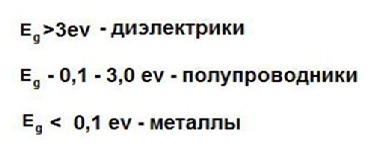 Eg>3ev - диэлектрики
Eg - 0,1 - 3,0 ev - полупроводники
Eg < 0,1 ev - металлы